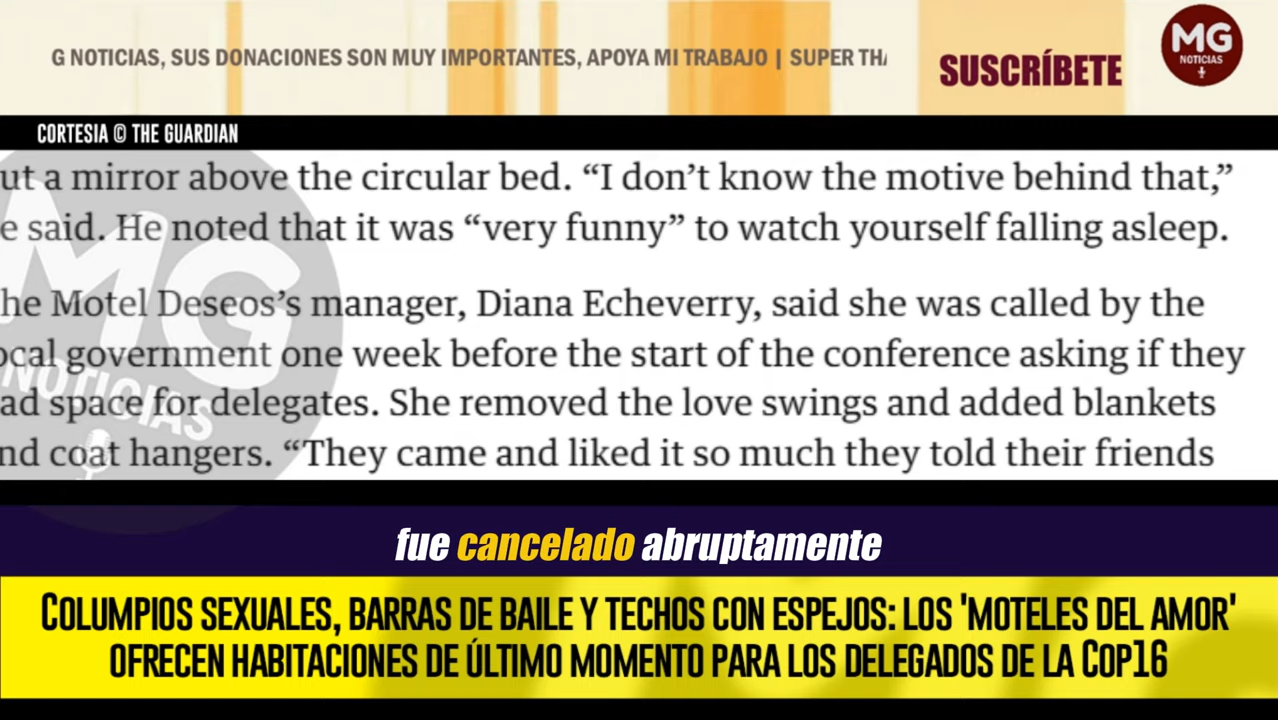 G NOTICIAS, SUS DONACIONES SON MUY IMPORTANTES, APOYA MI TRABAJO | SUPER THA
SUSCRÍBETE
MG
NOTICIAS
CORTESIA © THE GUARDIAN
ut a mirror above the circular bed. “I don’t know the motive behind that,”
e said. He noted that it was “very funny” to watch yourself falling asleep.
he Motel Deseos’s manager, Diana Echeverry, said she was called by the
ocal government one week before the start of the conference asking if they
ad space for delegates. She removed the love swings and added blankets
nd coat hangers. “They came and liked it so much they told their friends
MG
NOTICIAS
fue cancelado abruptamente
COLUMPIOS SEXUALES, BARRAS DE BAILE Y TECHOS CON ESPEJOS: LOS 'MOTELES DEL AMOR'
OFRECEN HABITACIONES DE ÚLTIMO MOMENTO PARA LOS DELEGADOS DE LA COP16